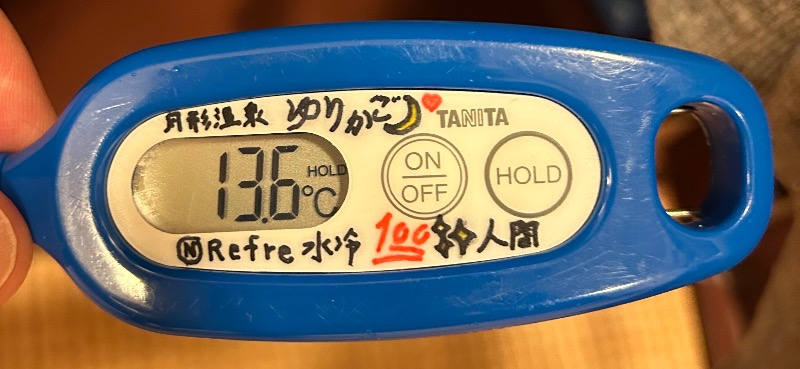 月形温泉 ゆりかご
TANITA
13.6°C HOLD
ON
OFF
HOLD
Ⓝ Refre 水冷 100 人間